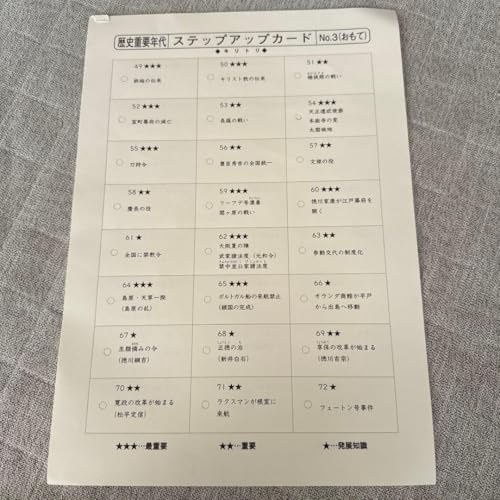 歴史重要年代 ステップアップカード No.3(おもて)
◆キリトリ◆
49 ★★★
鉄砲の伝来
50 ★★★
キリスト教の伝来
51 ★★
桶狭間の戦い
52 ★★★
室町幕府の滅亡
53 ★★
長篠の戦い
54 ★★★
天正遣欧使節
本能寺の変
太閤検地
55 ★★★
刀狩令
56 ★★
豊臣秀吉の全国統一
57 ★★
文禄の役
58 ★★
慶長の役
59 ★★★
リーフデ号漂着
関ヶ原の戦い
60 ★★★
徳川家康が江戸幕府を
開く
61 ★
全国に禁教令
62 ★★★
大阪夏の陣
武家諸法度(元和令)
禁中並公家諸法度
63 ★★
参勤交代の制度化
64 ★★★
島原・天草一揆
(島原の乱)
65 ★★★
ポルトガル船の来航禁止
(鎖国の完成)
66 ★
オランダ商館が平戸
から出島へ移動
67 ★
生類憐みの令
(徳川綱吉)
68 ★
正徳の治
(新井白石)
69 ★★
享保の改革が始まる
(徳川吉宗)
70 ★★
寛政の改革が始まる
(松平定信)
71 ★★
ラクスマンが根室に
来航
72 ★
フェートン号事件
★★★…最重要 ★★…重要 ★…発展知識